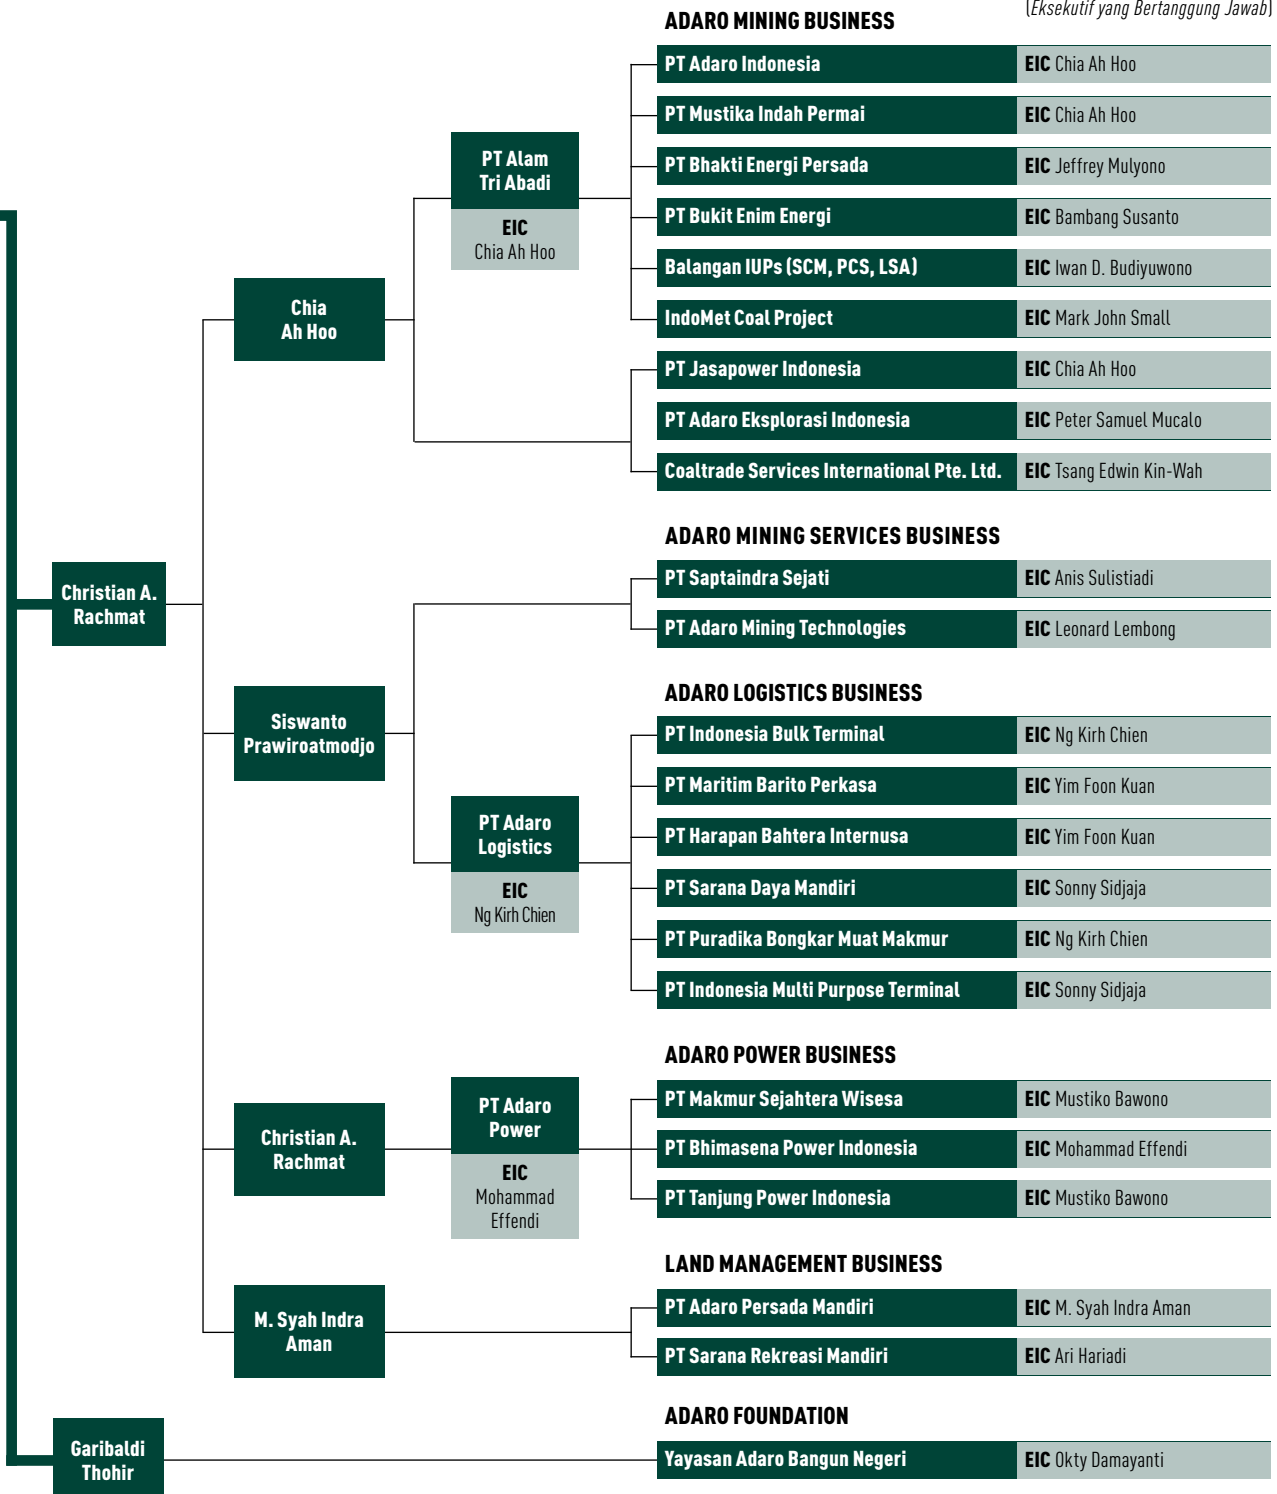 (Eksekutif yang Bertanggung Jawab)
ADARO MINING BUSINESS
PT Adaro Indonesia EIC Chia Ah Hoo
PT Mustika Indah Permai EIC Chia Ah Hoo
PT Bhakti Energi Persada EIC Jeffrey Mulyono
PT Bukit Enim Energi EIC Bambang Susanto
Balangan IUPs (SCM, PCS, LSA) EIC Iwan D. Budiyuwono
IndoMet Coal Project EIC Mark John Small
PT Jasapower Indonesia EIC Chia Ah Hoo
PT Adaro Eksplorasi Indonesia EIC Peter Samuel Mucalo
Coaltrade Services International Pte. Ltd. EIC Tsang Edwin Kin-Wah
PT Alam
Tri Abadi
EIC
Chia Ah Hoo
Chia
Ah Hoo
ADARO MINING SERVICES BUSINESS
PT Saptaindra Sejati EIC Anis Sulistiadi
PT Adaro Mining Technologies EIC Leonard Lembong
Christian A.
Rachmat
Siswanto
Prawiroatmodjo
ADARO LOGISTICS BUSINESS
PT Indonesia Bulk Terminal EIC Ng Kirh Chien
PT Maritim Barito Perkasa EIC Yim Foon Kuan
PT Harapan Bahtera Internusa EIC Yim Foon Kuan
PT Sarana Daya Mandiri EIC Sonny Sidjaja
PT Puradika Bongkar Muat Makmur EIC Ng Kirh Chien
PT Indonesia Multi Purpose Terminal EIC Sonny Sidjaja
PT Adaro
Logistics
EIC
Ng Kirh Chien
ADARO POWER BUSINESS
PT Makmur Sejahtera Wisesa EIC Mustiko Bawono
PT Bhimasena Power Indonesia EIC Mohammad Effendi
PT Tanjung Power Indonesia EIC Mustiko Bawono
PT Adaro
Power
EIC
Mohammad
Effendi
Christian A.
Rachmat
LAND MANAGEMENT BUSINESS
PT Adaro Persada Mandiri EIC M. Syah Indra Aman
PT Sarana Rekreasi Mandiri EIC Ari Hariadi
M. Syah Indra
Aman
ADARO FOUNDATION
Yayasan Adaro Bangun Negeri EIC Okty Damayanti
Garibaldi
Thohir